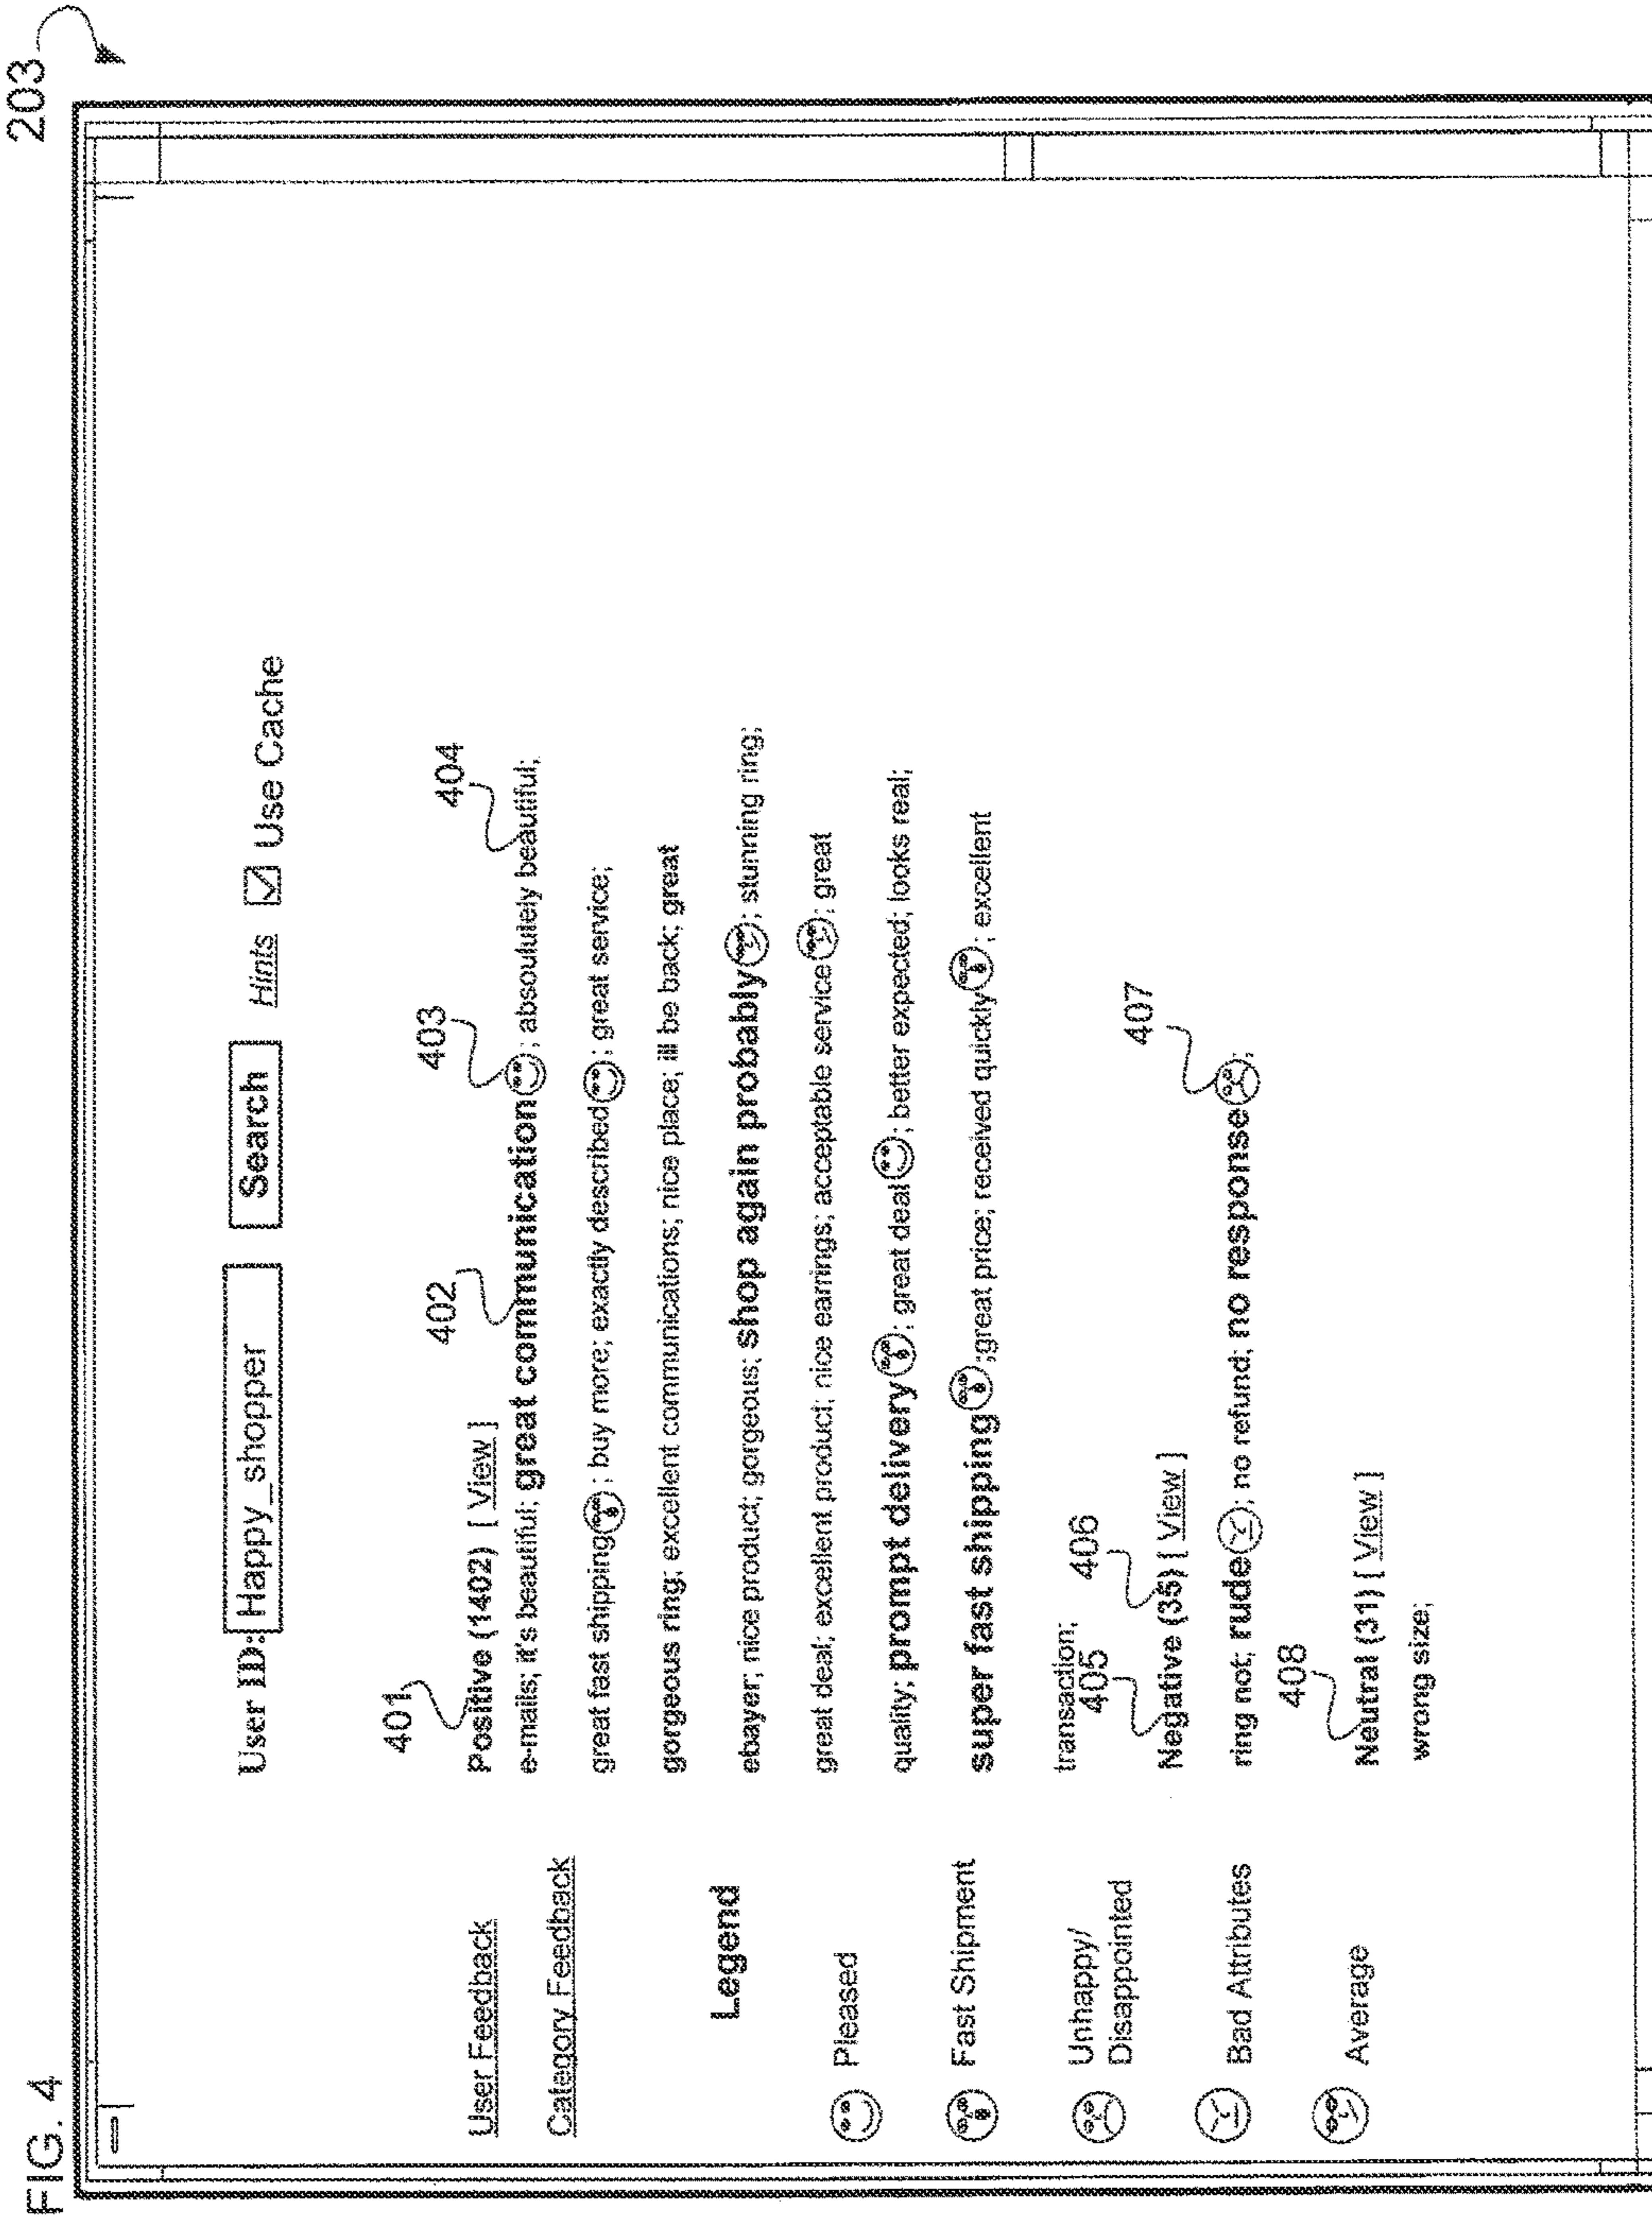 FIG. 4
203
User ID: Happy_shopper Search Hints Use Cache
User Feedback
Category Feedback
Legend
Pleased
Fast Shipment
Unhappy/
Disappointed
Bad Attributes
Average
401
402
403
404
Positive (1402) [ View ]
e-mails; it's beautiful; great communication; absoulutely beautiful;
great fast shipping; buy more; exactly described; great service;
gorgeous ring; excellent communications; nice place; ill be back; great
ebayer; nice product; gorgeous; shop again probably; stunning ring;
great deal; excellent product; nice earrings; acceptable service; great
quality; prompt delivery; great deal; better expected; looks real;
super fast shipping;great price; received quickly; excellent
transaction;
405
406
407
Negative (35) [ View ]
ring not; rude; no refund; no response;
408
Neutral (31) [ View ]
wrong size;